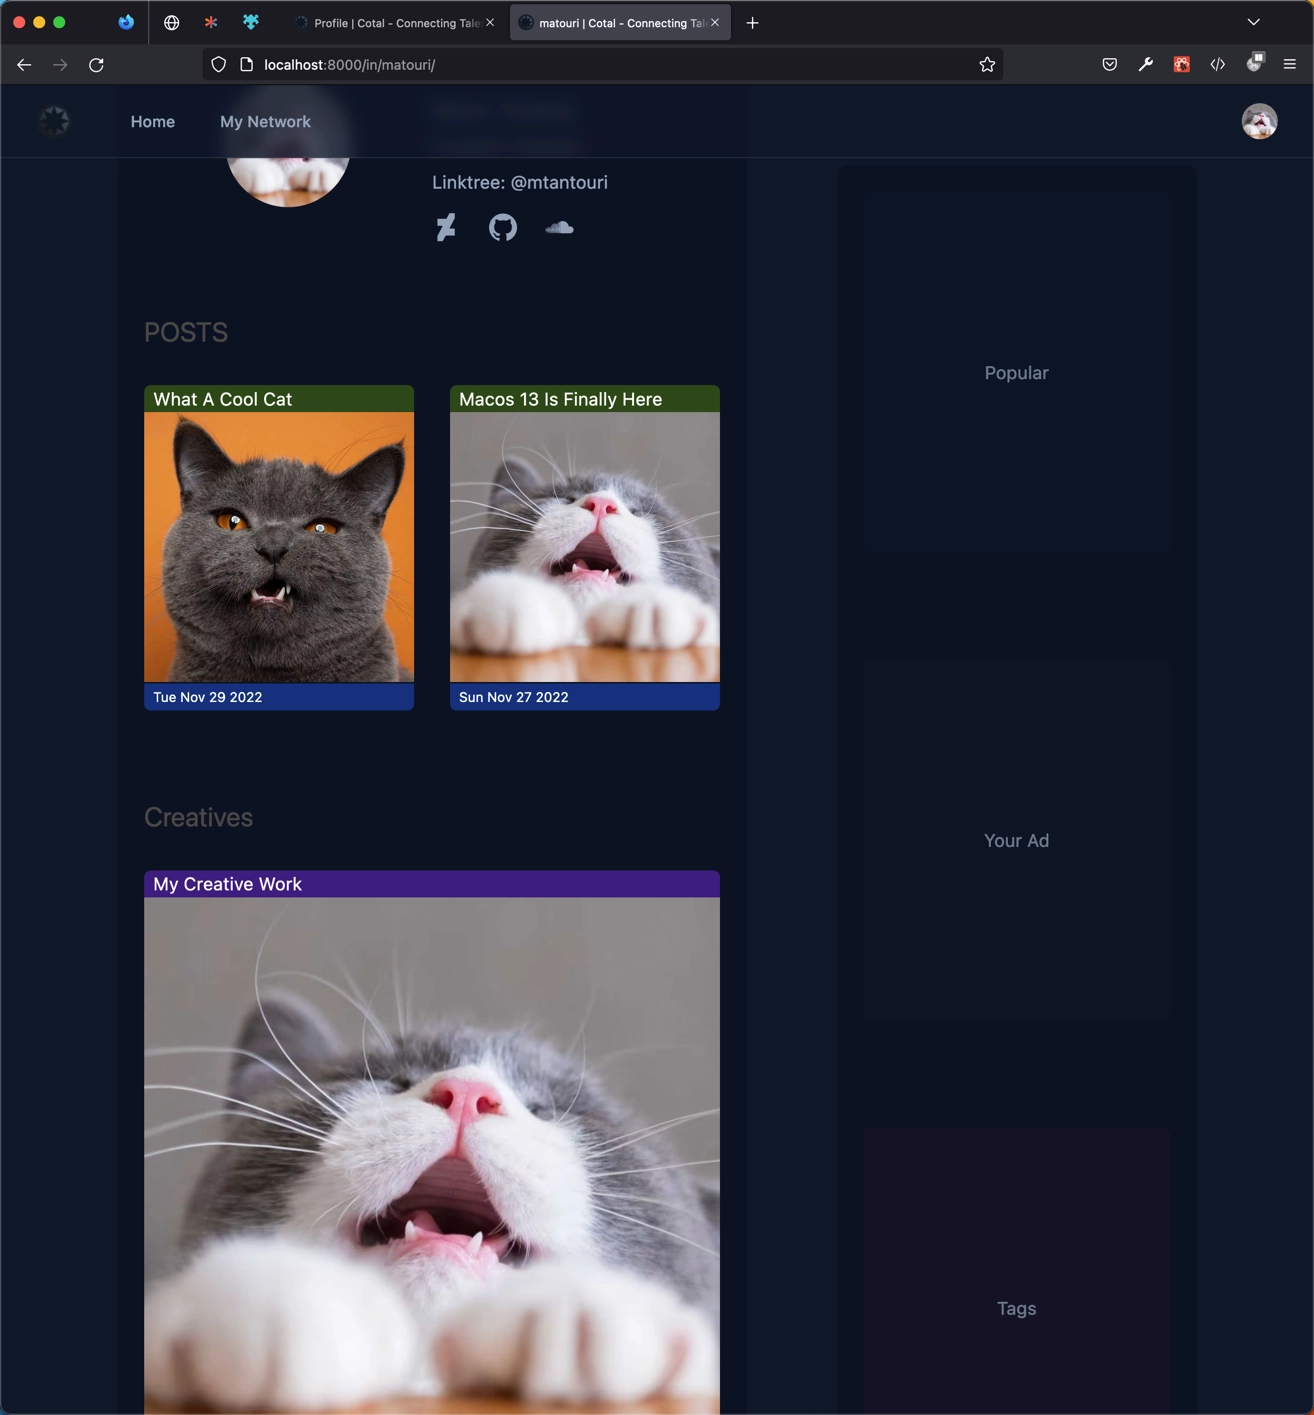 Profile | Cotal - Connecting Tale
matouri | Cotal - Connecting Tal
localhost:8000/in/matouri/
Home
My Network
Linktree: @mtantouri
POSTS
What A Cool Cat
Macos 13 Is Finally Here
Tue Nov 29 2022
Sun Nov 27 2022
Creatives
My Creative Work
Popular
Your Ad
Tags